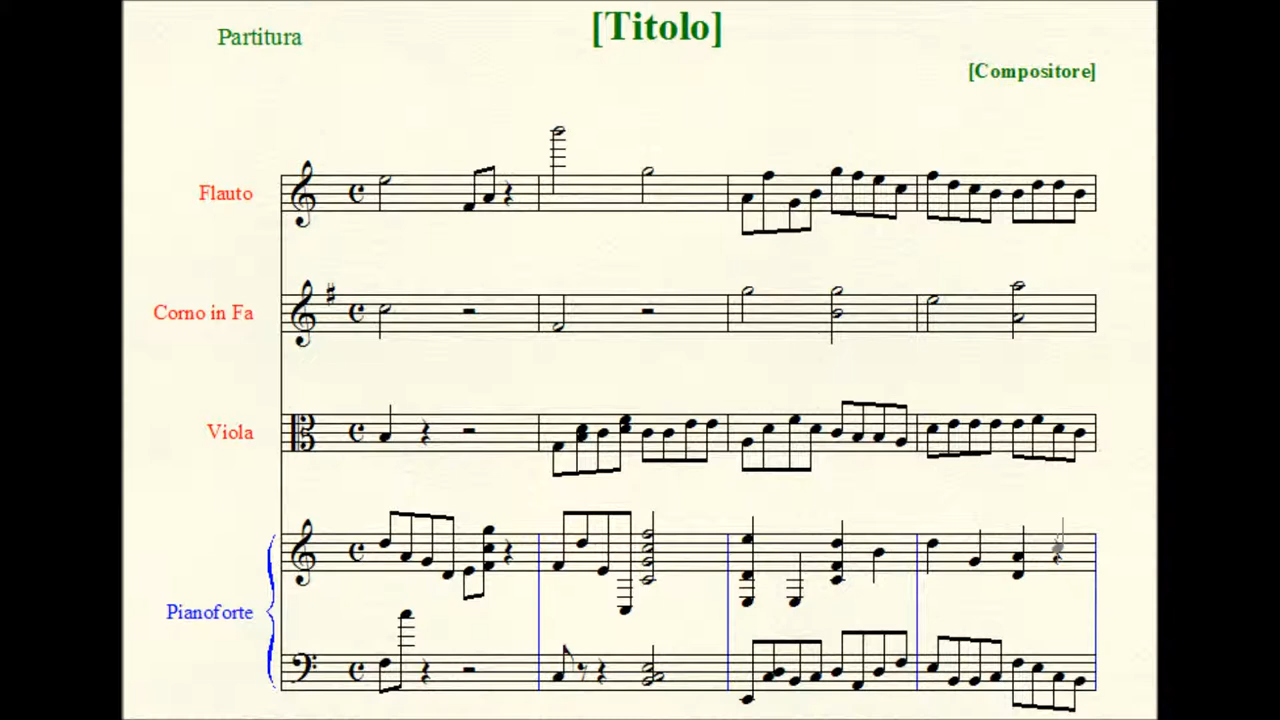 [Titolo]
Partitura
[Compositore]
Flauto
Corno in Fa
Viola
Pianoforte